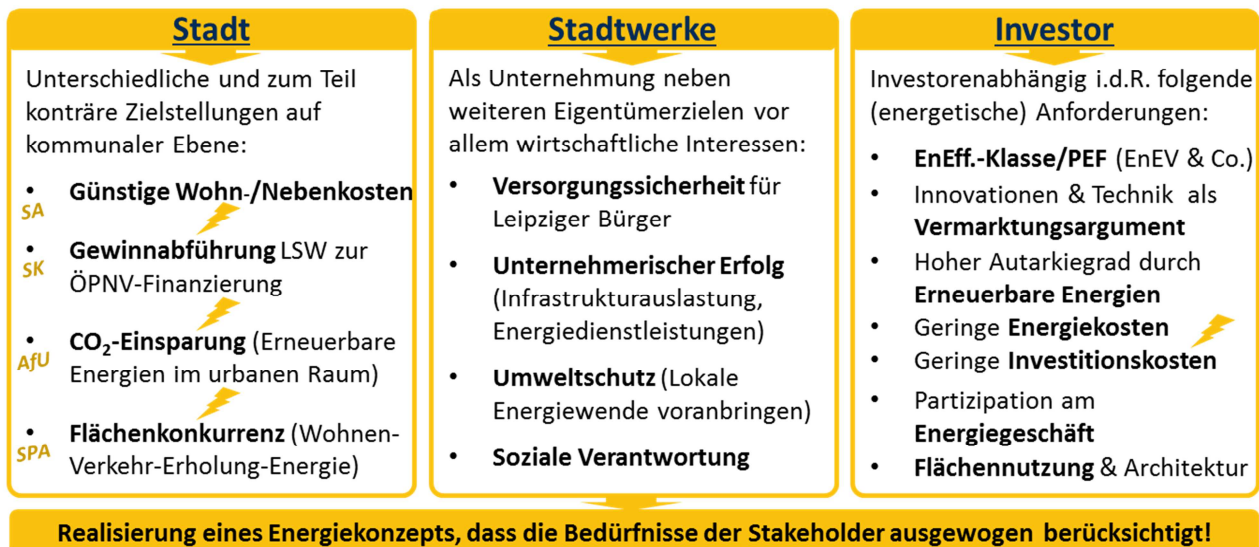 Stadt
Unterschiedliche und zum Teil
konträre Zielstellungen auf
kommunaler Ebene:
• Günstige Wohn-/Nebenkosten
SA
• Gewinnabführung LSW zur
SK
ÖPNV-Finanzierung
• CO₂-Einsparung (Erneuerbare
AfU
Energien im urbanen Raum)
• Flächenkonkurrenz (Wohnen-
SPA
Verkehr-Erholung-Energie)
Stadtwerke
Als Unternehmung neben
weiteren Eigentümerzielen vor
allem wirtschaftliche Interessen:
• Versorgungssicherheit für
Leipziger Bürger
• Unternehmerischer Erfolg
(Infrastrukturauslastung,
Energiedienstleistungen)
• Umweltschutz (Lokale
Energiewende voranbringen)
• Soziale Verantwortung
Investor
Investorenabhängig i.d.R. folgende
(energetische) Anforderungen:
• EnEff.-Klasse/PEF (EnEV & Co.)
• Innovationen & Technik als
Vermarktungsargument
• Hoher Autarkiegrad durch
Erneuerbare Energien
• Geringe Energiekosten
• Geringe Investitionskosten
• Partizipation am
Energiegeschäft
• Flächennutzung & Architektur
Realisierung eines Energiekonzepts, dass die Bedürfnisse der Stakeholder ausgewogen berücksichtigt!